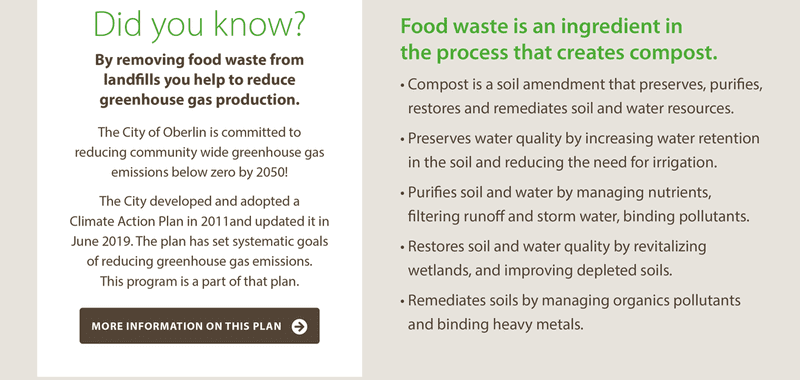 Did you know?
By removing food waste from
landfills you help to reduce
greenhouse gas production.
The City of Oberlin is committed to
reducing community wide greenhouse gas
emissions below zero by 2050!
The City developed and adopted a
Climate Action Plan in 2011and updated it in
June 2019. The plan has set systematic goals
of reducing greenhouse gas emissions.
This program is a part of that plan.
MORE INFORMATION ON THIS PLAN
Food waste is an ingredient in
the process that creates compost.
• Compost is a soil amendment that preserves, purifies,
restores and remediates soil and water resources.
• Preserves water quality by increasing water retention
in the soil and reducing the need for irrigation.
• Purifies soil and water by managing nutrients,
filtering runoff and storm water, binding pollutants.
• Restores soil and water quality by revitalizing
wetlands, and improving depleted soils.
• Remediates soils by managing organics pollutants
and binding heavy metals.